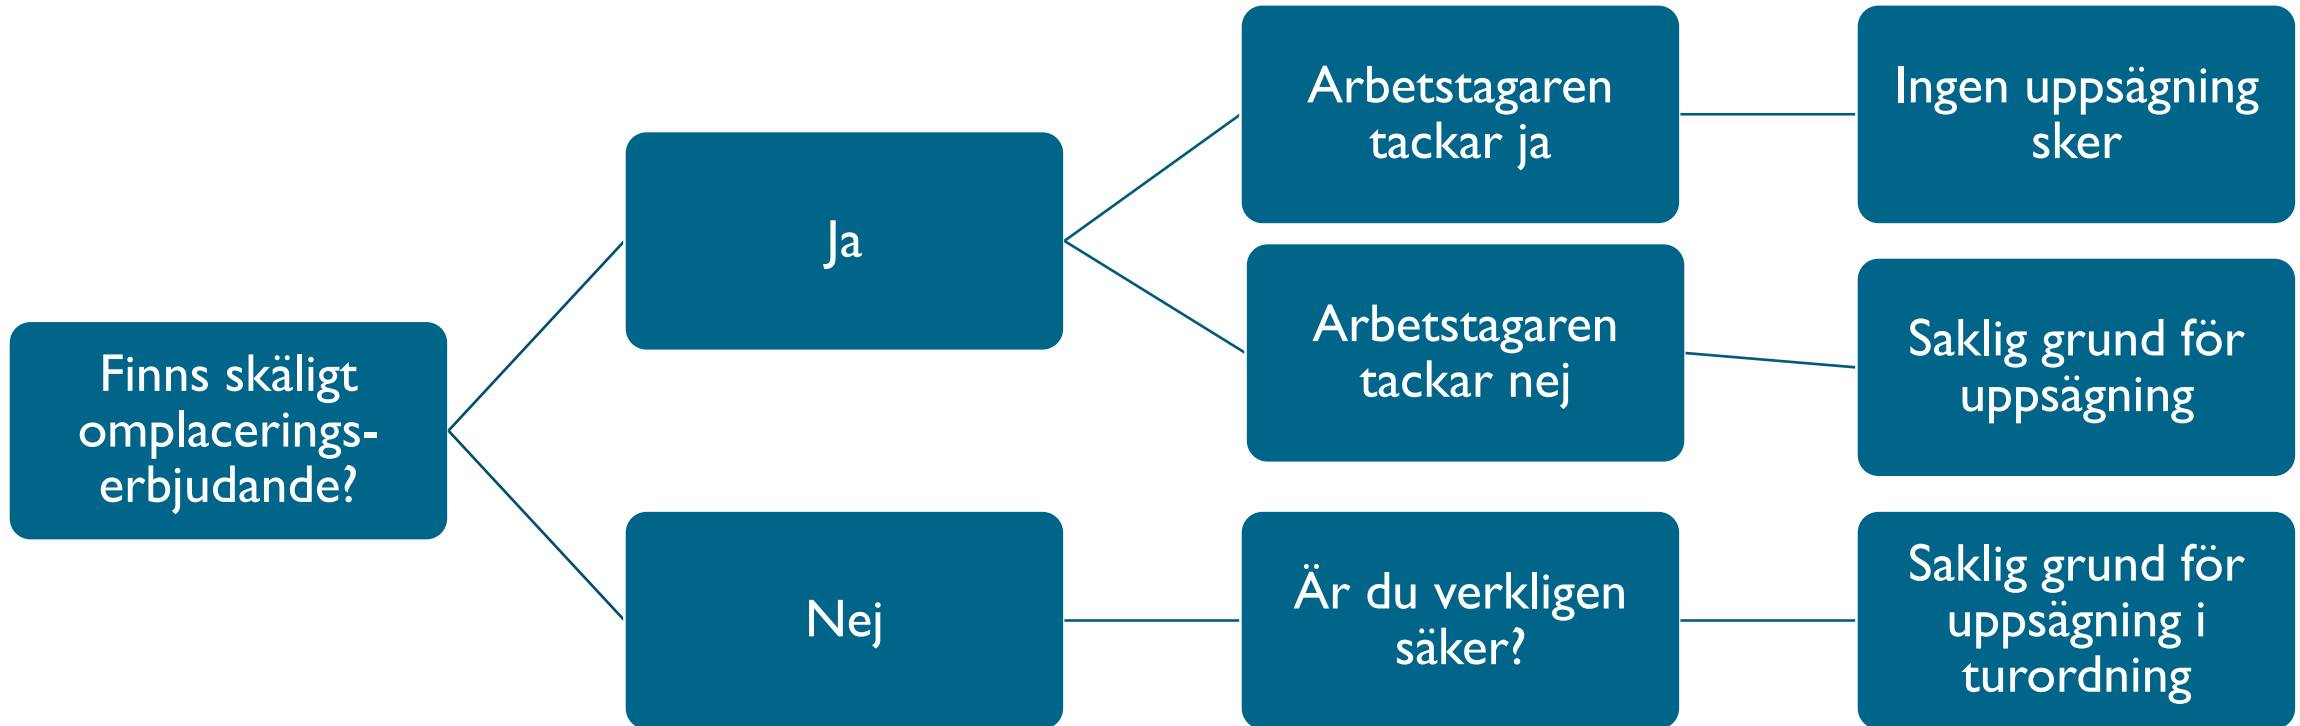 Finns skäligt
omplacerings-
erbjudande?
Ja
Arbetstagaren
tackar ja
Ingen uppsägning
sker
Arbetstagaren
tackar nej
Saklig grund för
uppsägning
Nej
Är du verkligen
säker?
Saklig grund för
uppsägning i
turordning